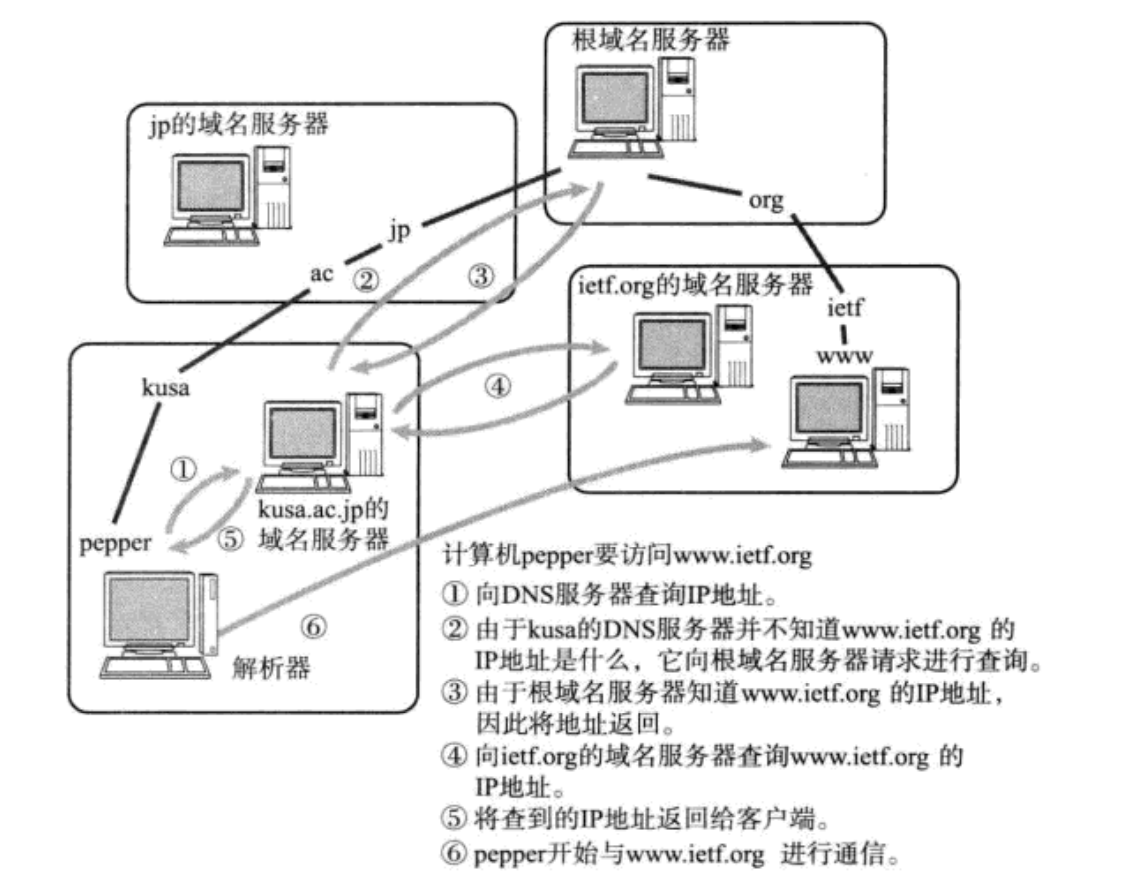 根域名服务器
jp的域名服务器
org
jp
ac
②
③
ietf.org的域名服务器
ietf
www
kusa
④
①
kusa.ac.jp的
域名服务器
pepper
⑤
⑥
解析器
计算机pepper要访问www.ietf.org
① 向DNS服务器查询IP地址。
② 由于kusa的DNS服务器并不知道www.ietf.org 的
IP地址是什么，它向根域名服务器请求进行查询。
③ 由于根域名服务器知道www.ietf.org 的IP地址，
因此将地址返回。
④ 向ietf.org的域名服务器查询www.ietf.org 的
IP地址。
⑤ 将查到的IP地址返回给客户端。
⑥ pepper开始与www.ietf.org 进行通信。